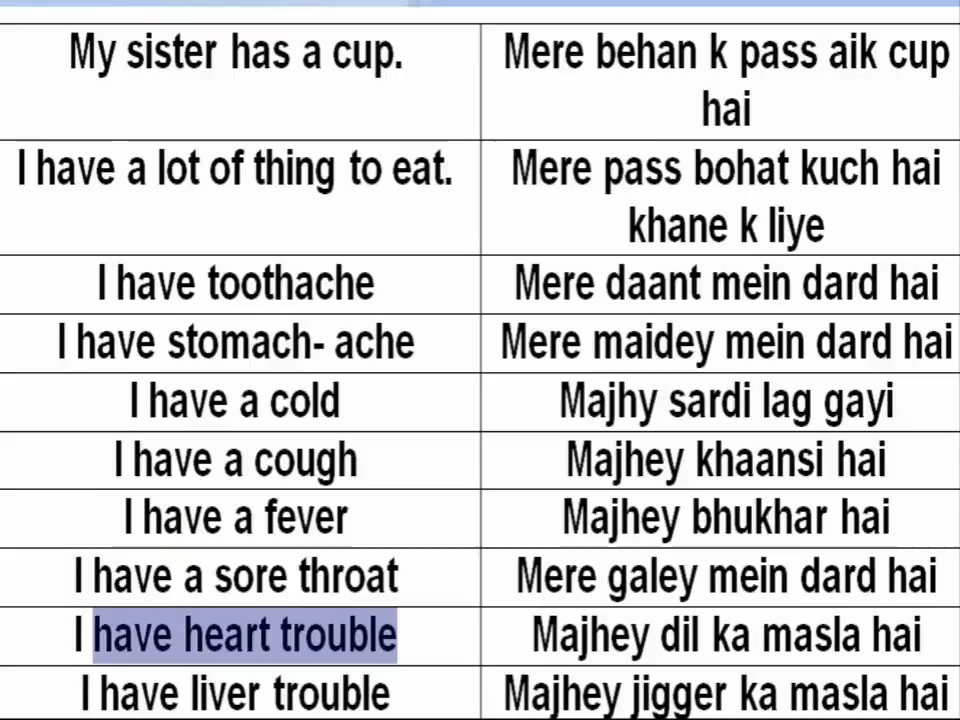 My sister has a cup.
Mere behan k pass aik cup
hai
I have a lot of thing to eat.
Mere pass bohat kuch hai
khane k liye
I have toothache
Mere daant mein dard hai
I have stomach- ache
Mere maidey mein dard hai
I have a cold
Majhy sardi lag gayi
I have a cough
Majhey khaansi hai
I have a fever
Majhey bhukhar hai
I have a sore throat
Mere galey mein dard hai
I have heart trouble
Majhey dil ka masla hai
I have liver trouble
Majhey jigger ka masla hai